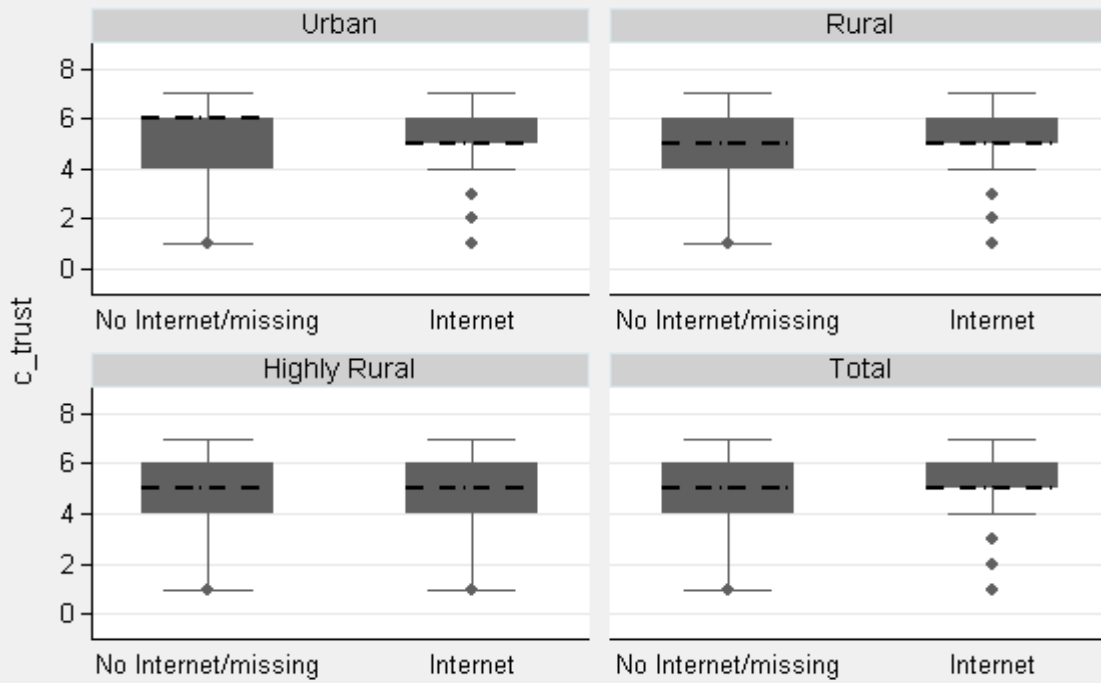 Urban
Rural
8
6
4
2
0
No Internet/missing
Internet
No Internet/missing
Internet
c_trust
Highly Rural
Total
8
6
4
2
0
No Internet/missing
Internet
No Internet/missing
Internet